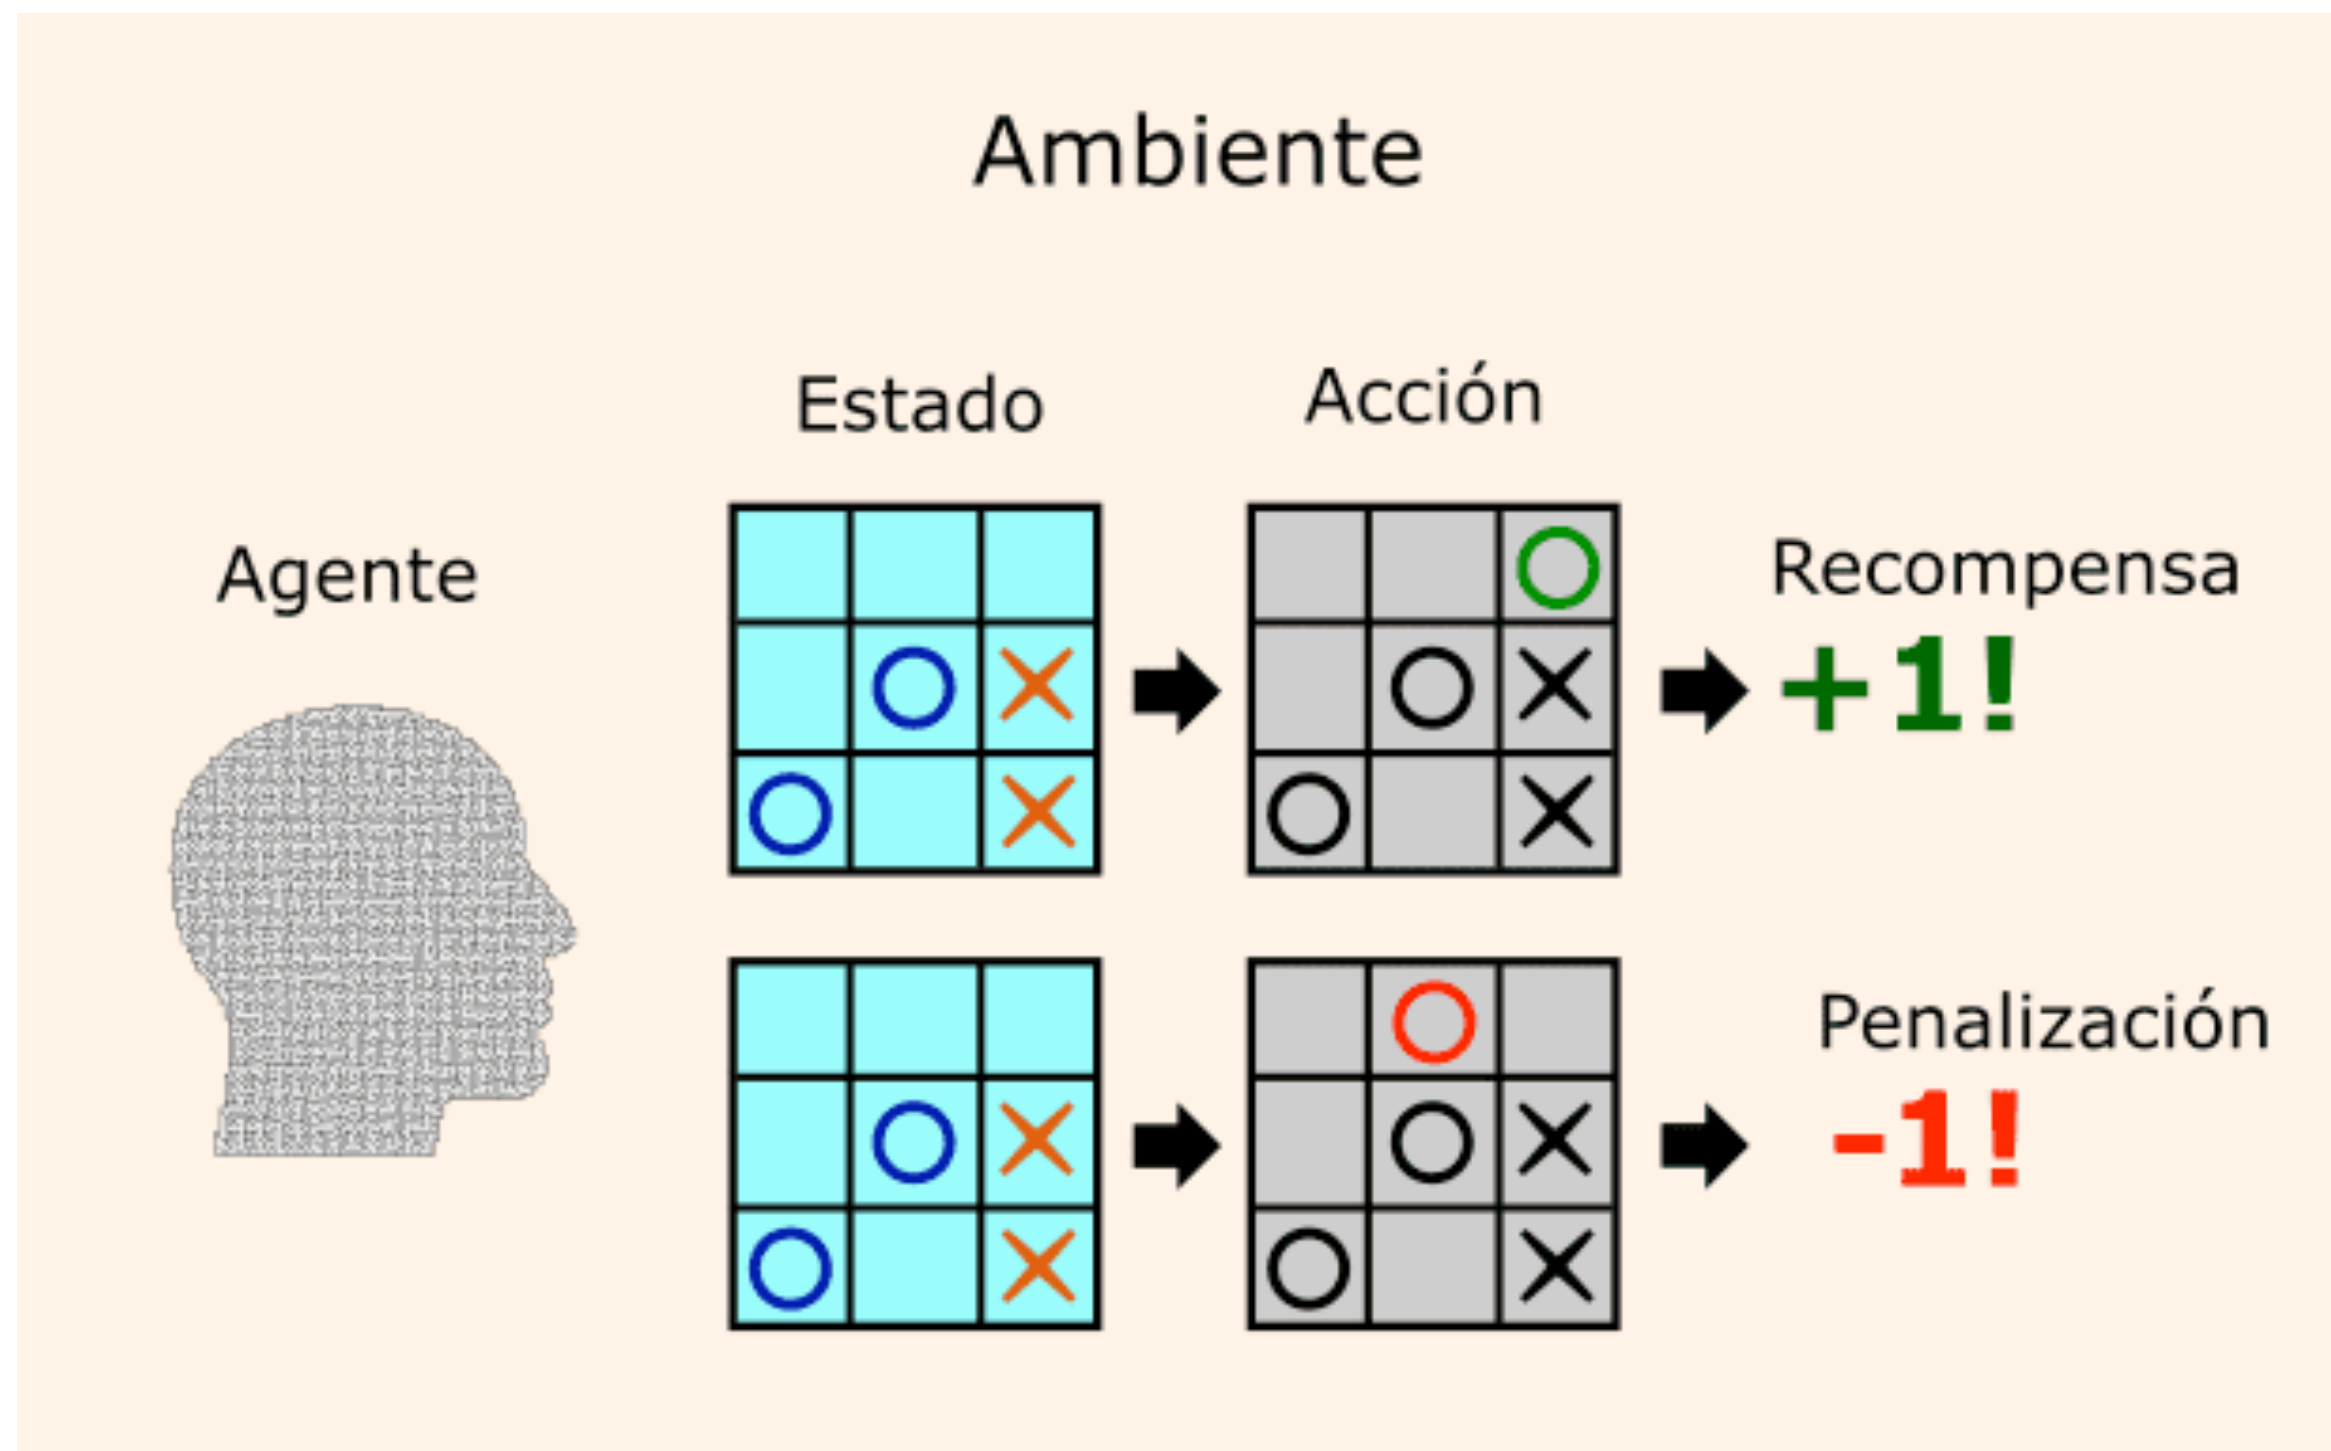 Ambiente
Estado
Acción
Agente
Recompensa
+1!
Penalización
-1!